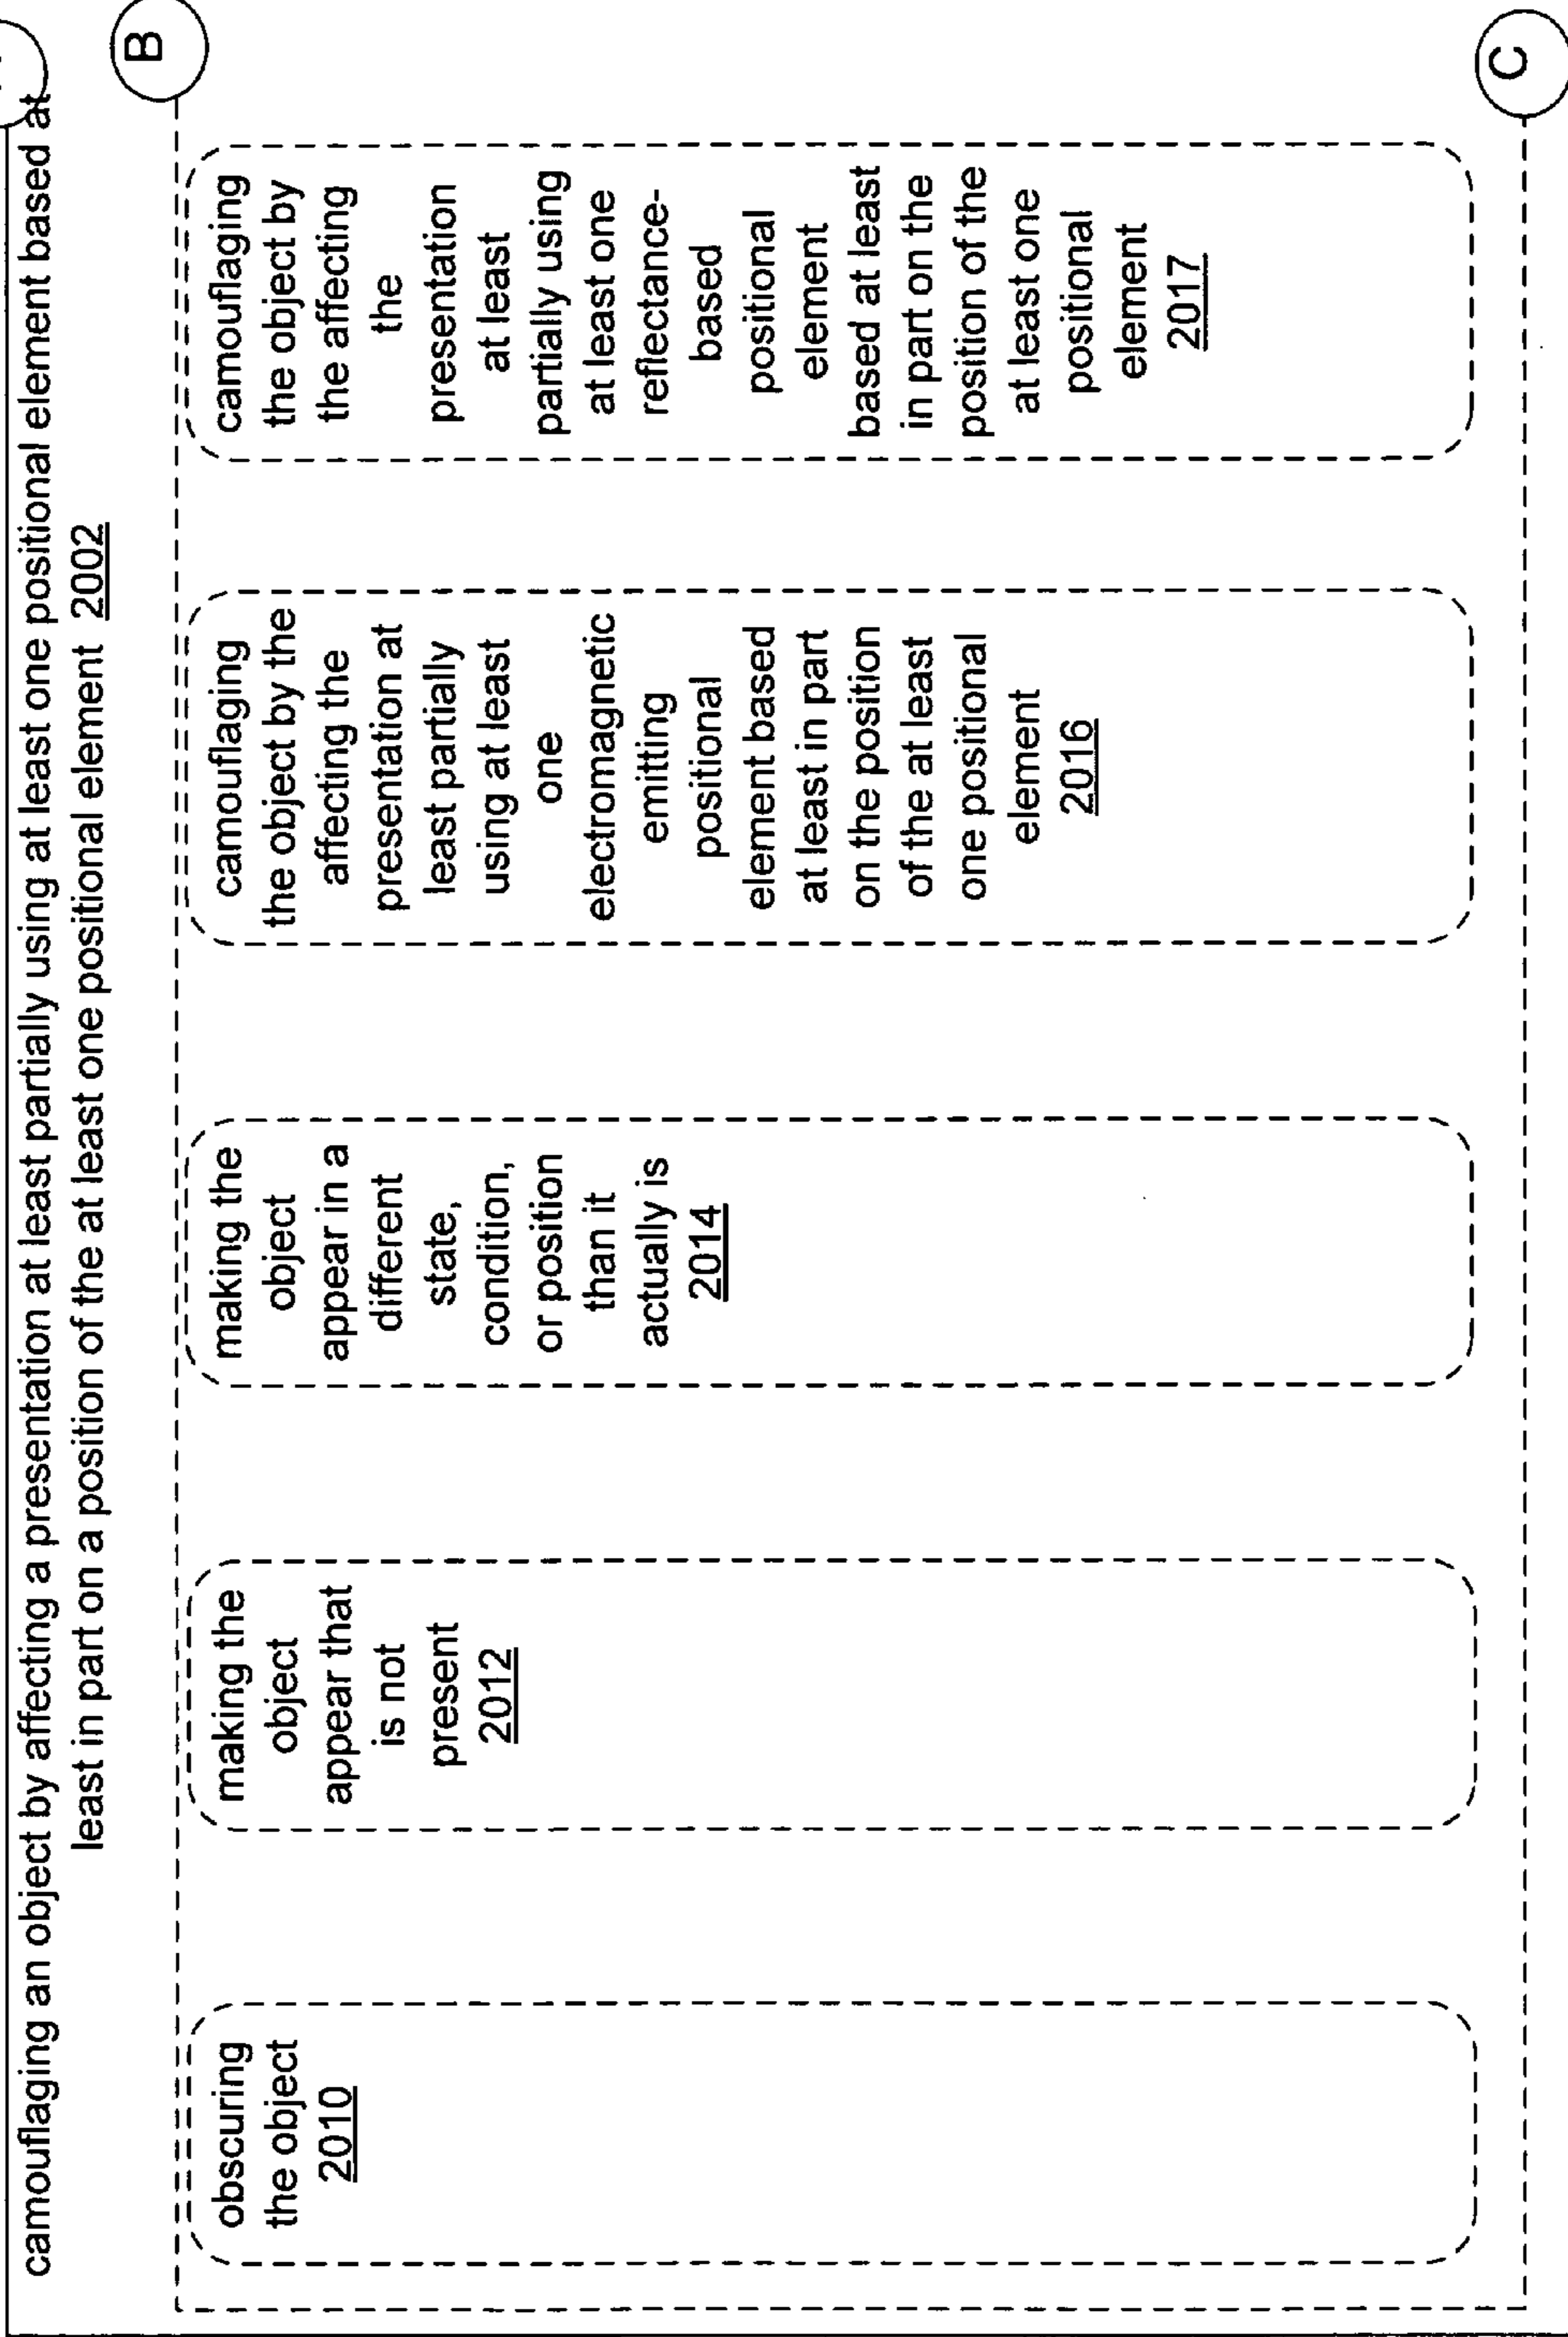 camouflaging an object by affecting a presentation at least partially using at least one positional element based at
least in part on a position of the at least one positional element 2002
B
obscuring
the object
2010
making the
object
appear that
is not
present
2012
making the
object
appear in a
different
state,
condition,
or position
than it
actually is
2014
camouflaging
the object by the
affecting the
presentation at
least partially
using at least
one
electromagnetic
emitting
positional
element based
at least in part
on the position
of the at least
one positional
element
2016
camouflaging
the object by
the affecting
the
presentation
at least
partially using
at least one
reflectance-
based
positional
element
based at least
in part on the
position of the
at least one
positional
element
2017
C